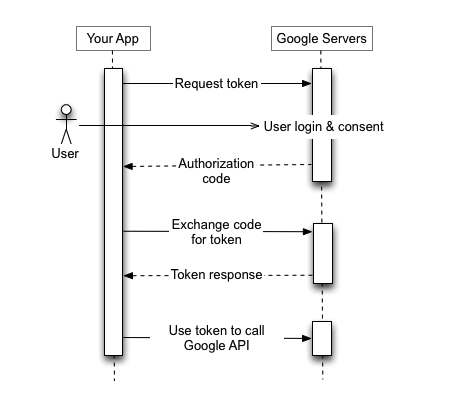 Your App
Google Servers
Request token
User login & consent
User
Authorization
code
Exchange code
for token
Token response
Use token to call
Google API